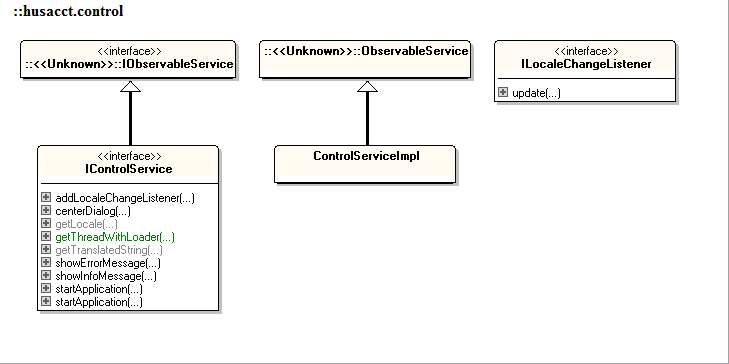 ::husacct.control
<<interface>>
::<<Unknown>>::IObservableService
::<<Unknown>>::ObservableService
<<interface>>
ILocaleChangeListener
update(...)
<<interface>>
IControlService
addLocaleChangeListener(...)
centerDialog(...)
getLocale(...)
getThreadWithLoader(...)
getTranslatedString(...)
showErrorMessage(...)
showInfoMessage(...)
startApplication(...)
startApplication(...)
ControlServiceImpl